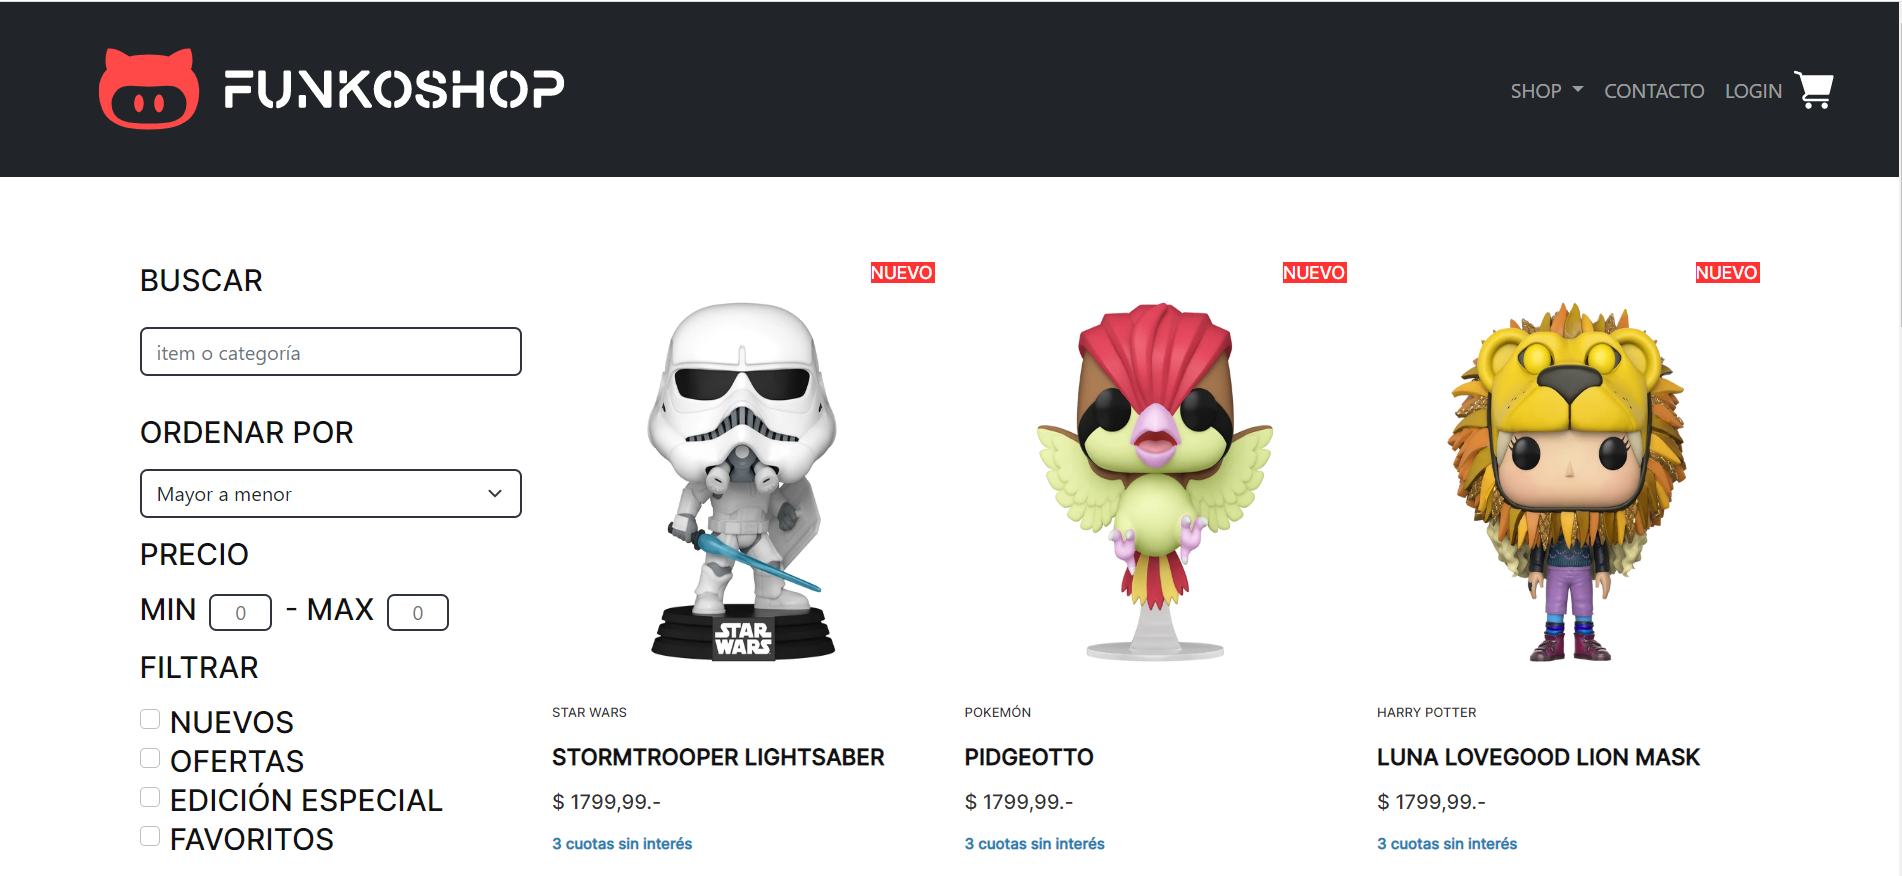 FUNKOSHOP
SHOP CONTACTO LOGIN
BUSCAR
item o categoría
ORDENAR POR
Mayor a menor
PRECIO
MIN 0 - MAX 0
FILTRAR
NUEVOS
OFERTAS
EDICIÓN ESPECIAL
FAVORITOS
NUEVO
STAR WARS
STAR WARS
STORMTROOPER LIGHTSABER
$ 1799,99.-
3 cuotas sin interés
NUEVO
POKEMÓN
PIDGEOTTO
$ 1799,99.-
3 cuotas sin interés
NUEVO
HARRY POTTER
LUNA LOVEGOOD LION MASK
$ 1799,99.-
3 cuotas sin interés